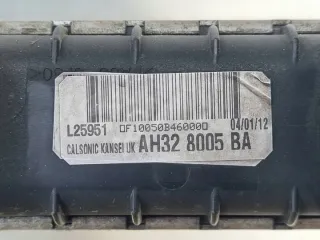 L25951 DF10050B46000D 04/01/12
CALSONIC KANSEI UK AH32 8005 BA